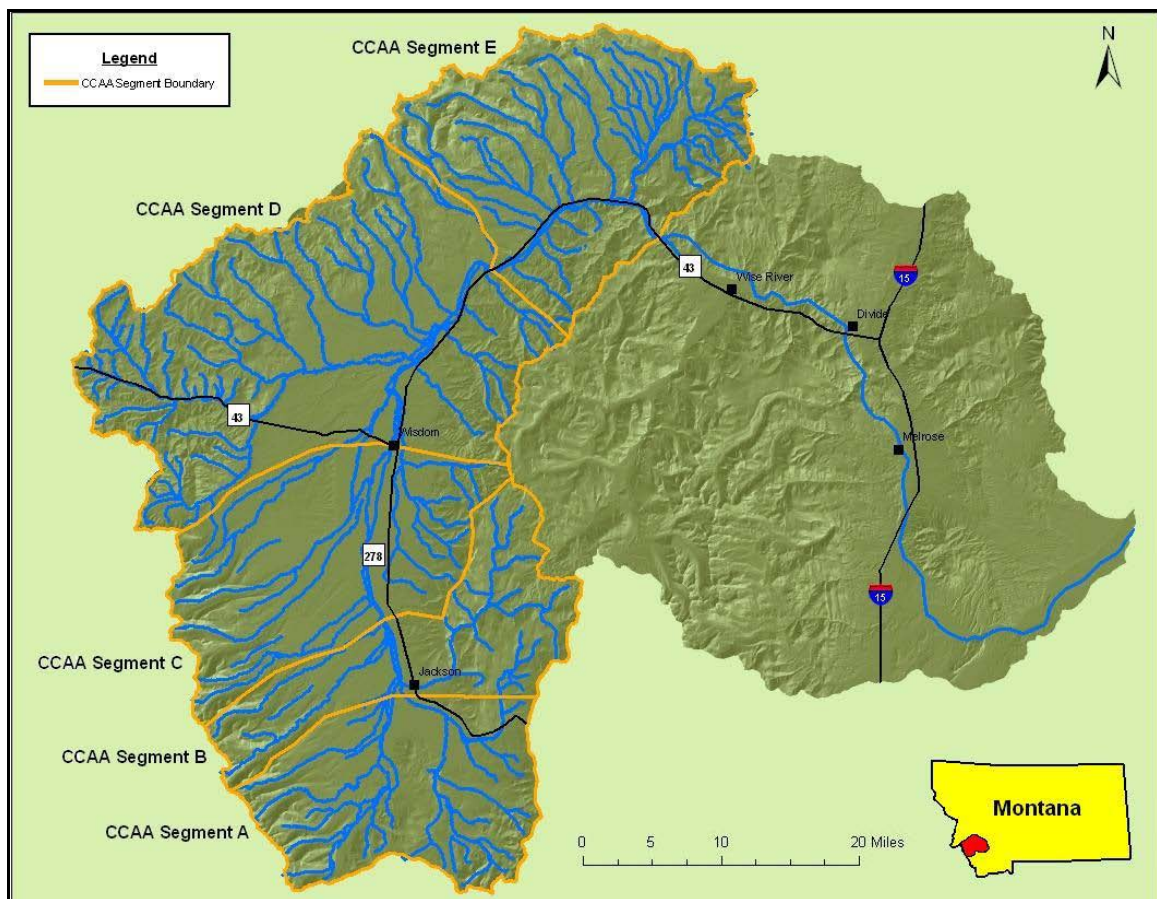 CCAA Segment E
N
Legend
CCAA Segment Boundary
CCAA Segment D
43
Wise River
15
Divide
43
Wisdom
Melrose
278
15
CCAA Segment C
Jackson
CCAA Segment B
CCAA Segment A
Montana
0 5 10 20 Miles